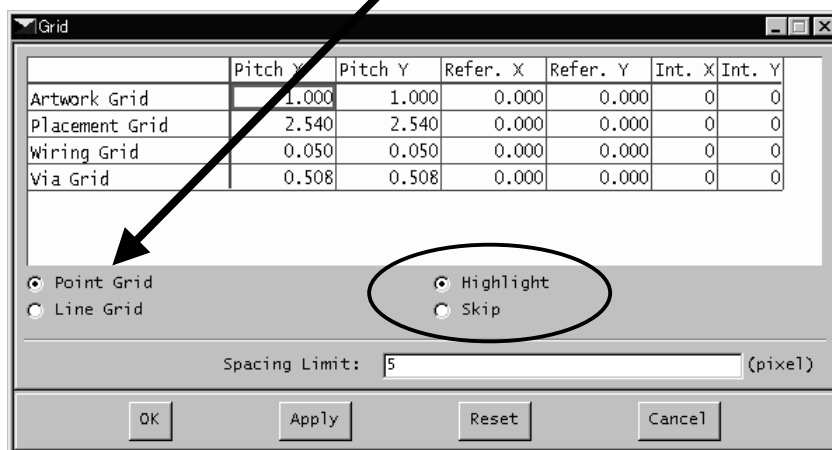 Grid
Pitch X Pitch Y Refer. X Refer. Y Int. X Int. Y
Artwork Grid 1.000 1.000 0.000 0.000 0 0
Placement Grid 2.540 2.540 0.000 0.000 0 0
Wiring Grid 0.050 0.050 0.000 0.000 0 0
Via Grid 0.508 0.508 0.000 0.000 0 0
Point Grid Highlight
Line Grid Skip
Spacing Limit: 5 (pixel)
OK Apply Reset Cancel